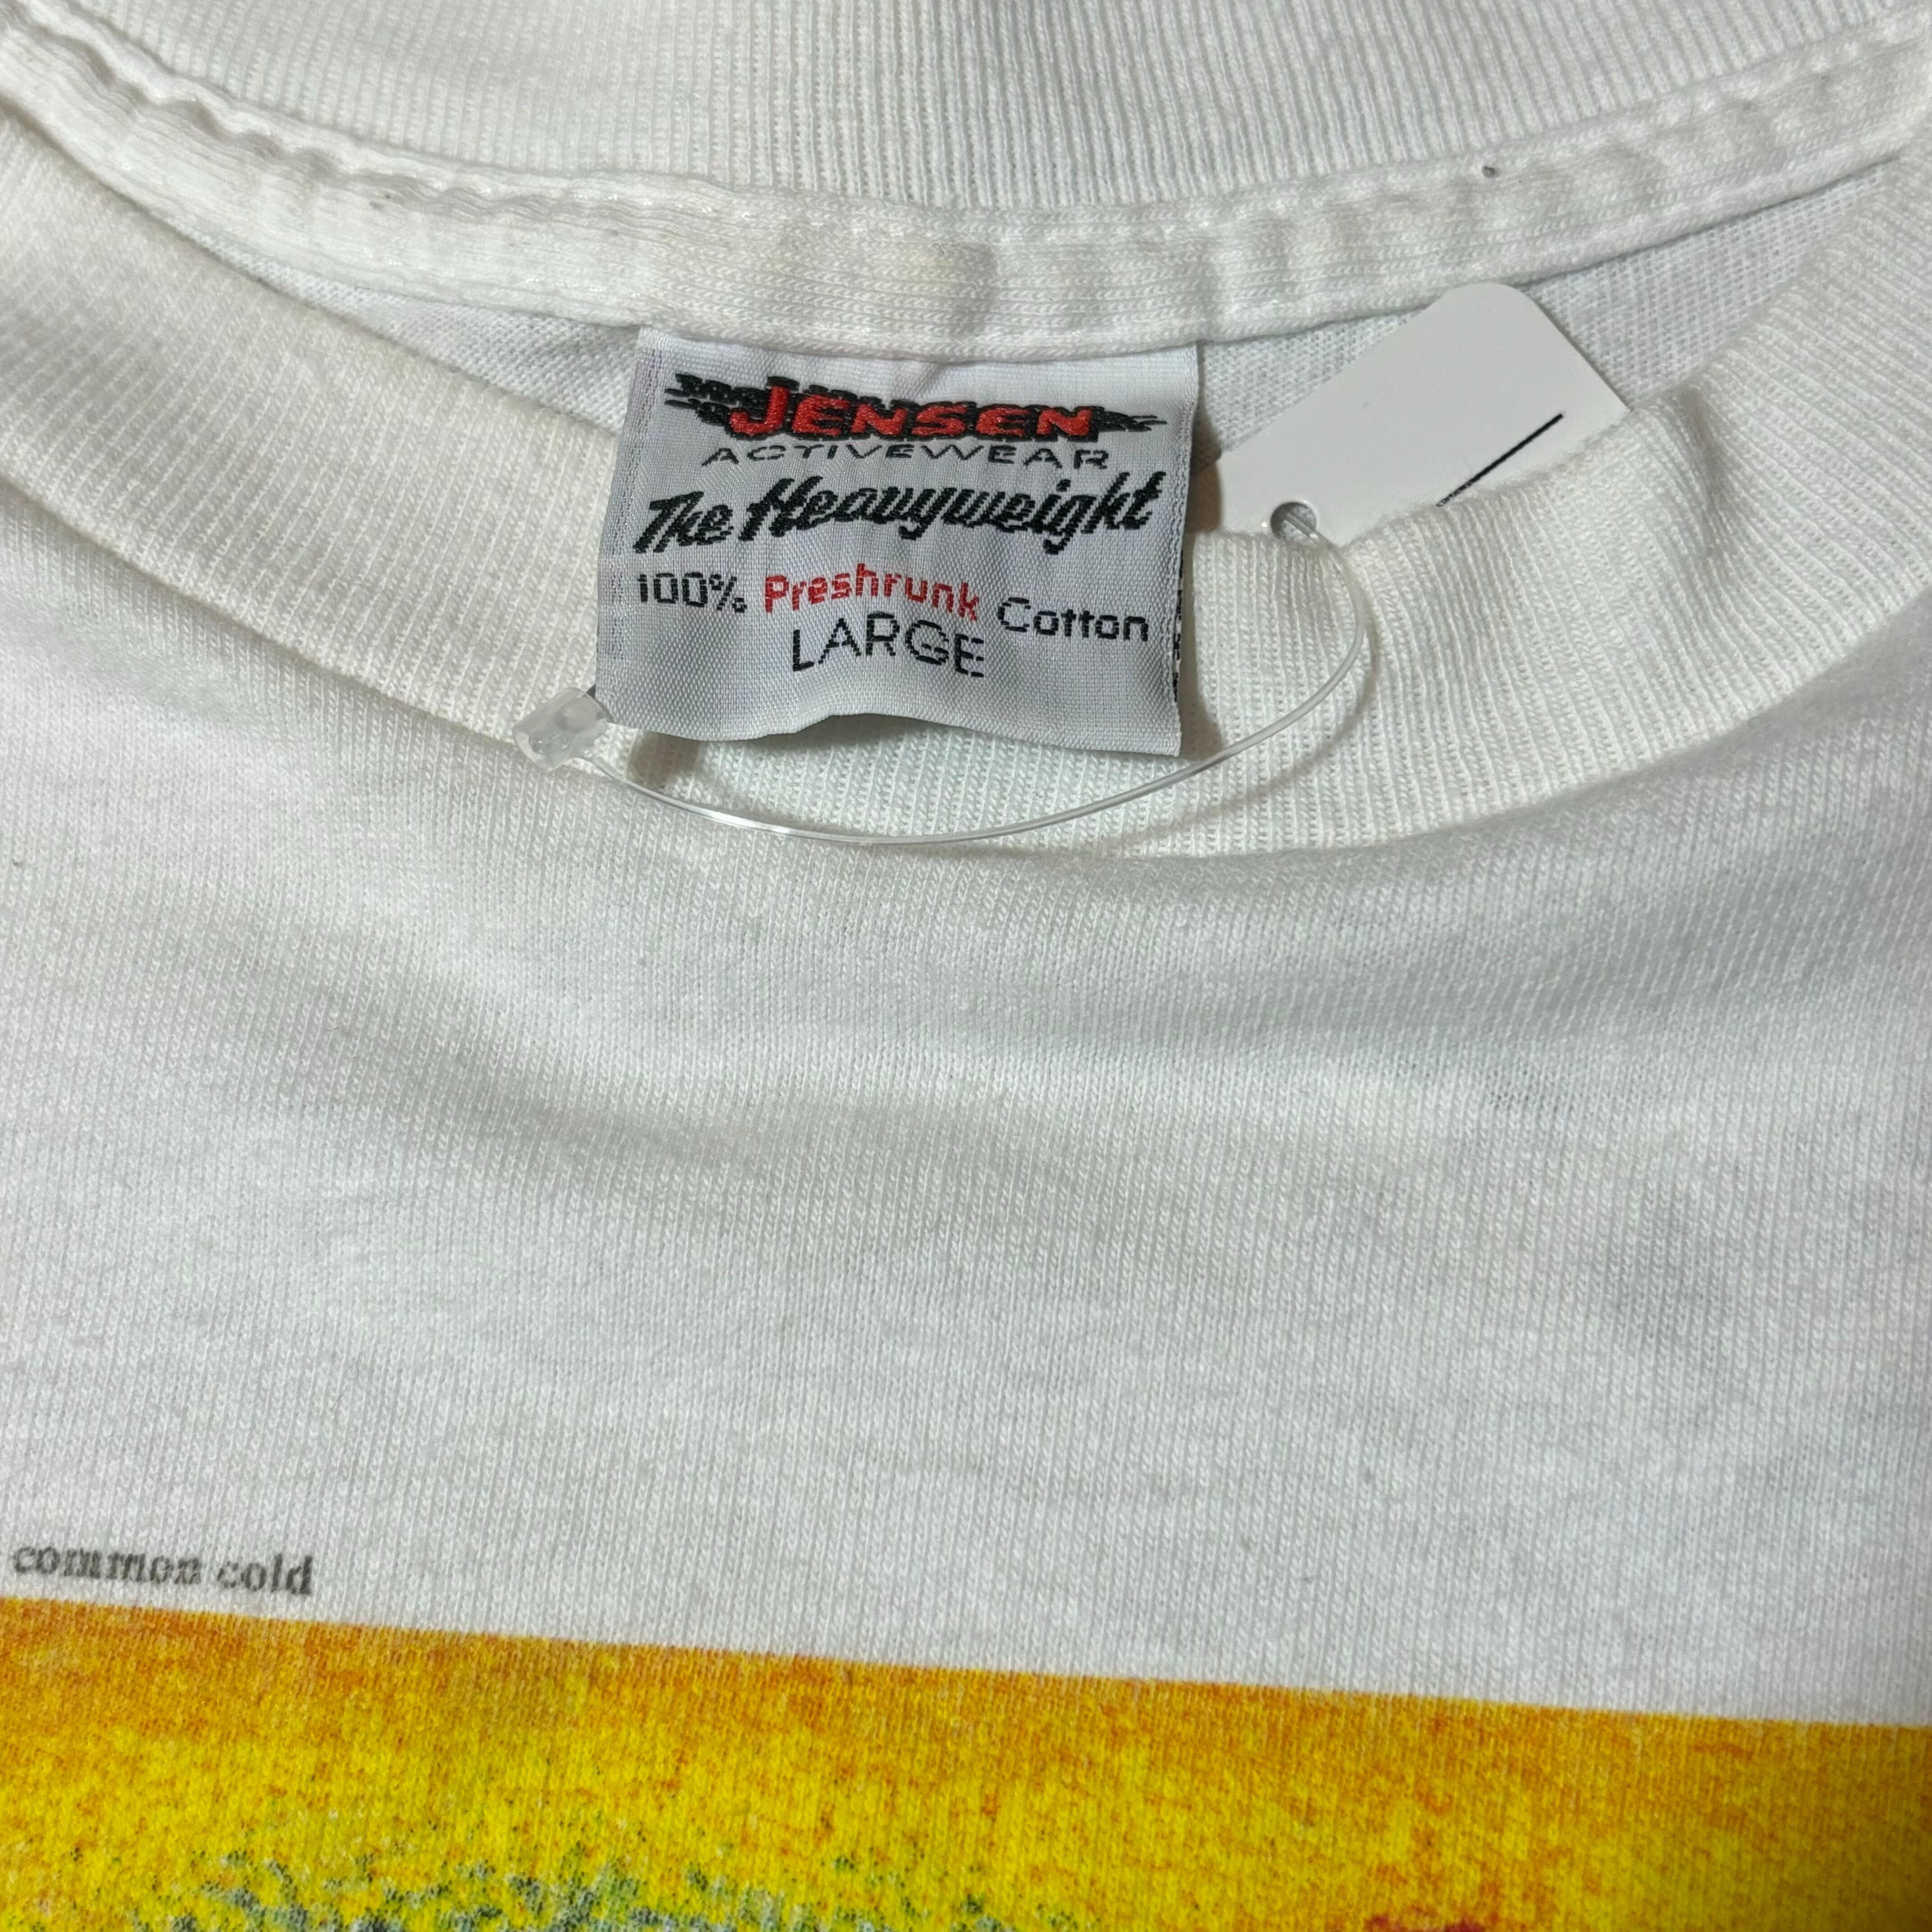 JENSEN
ACTIVEWEAR
The Heavyweight
100% Preshrunk Cotton
LARGE
common cold